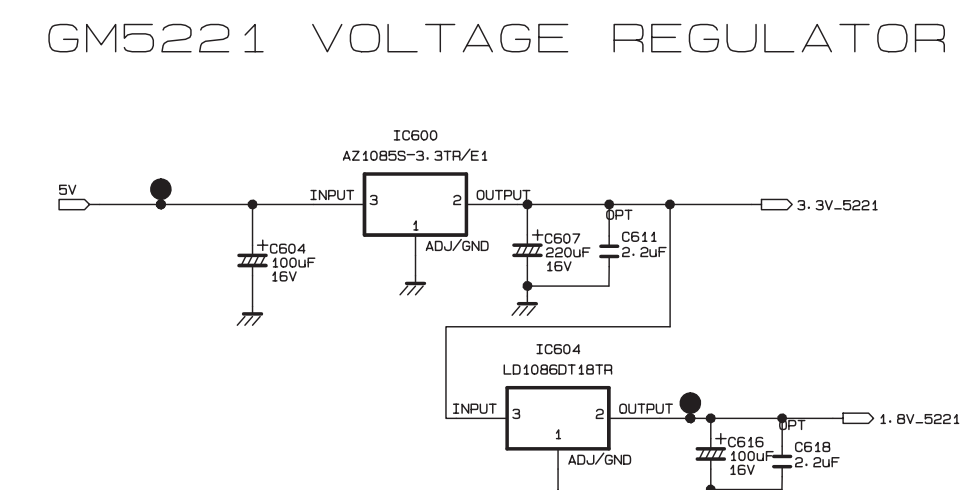 GM5221 VOLTAGE REGULATOR
IC600
AZ1085S-3.3TR/E1
5V
INPUT
3
2
OUTPUT
3.3V_5221
OPT
1
ADJ/GND
+C604
100uF
16V
+C607
220uF
16V
C611
2.2uF
IC604
LD1086DT18TR
INPUT
3
2
OUTPUT
1.8V_5221
OPT
1
ADJ/GND
+C616
100uF
16V
C618
2.2uF